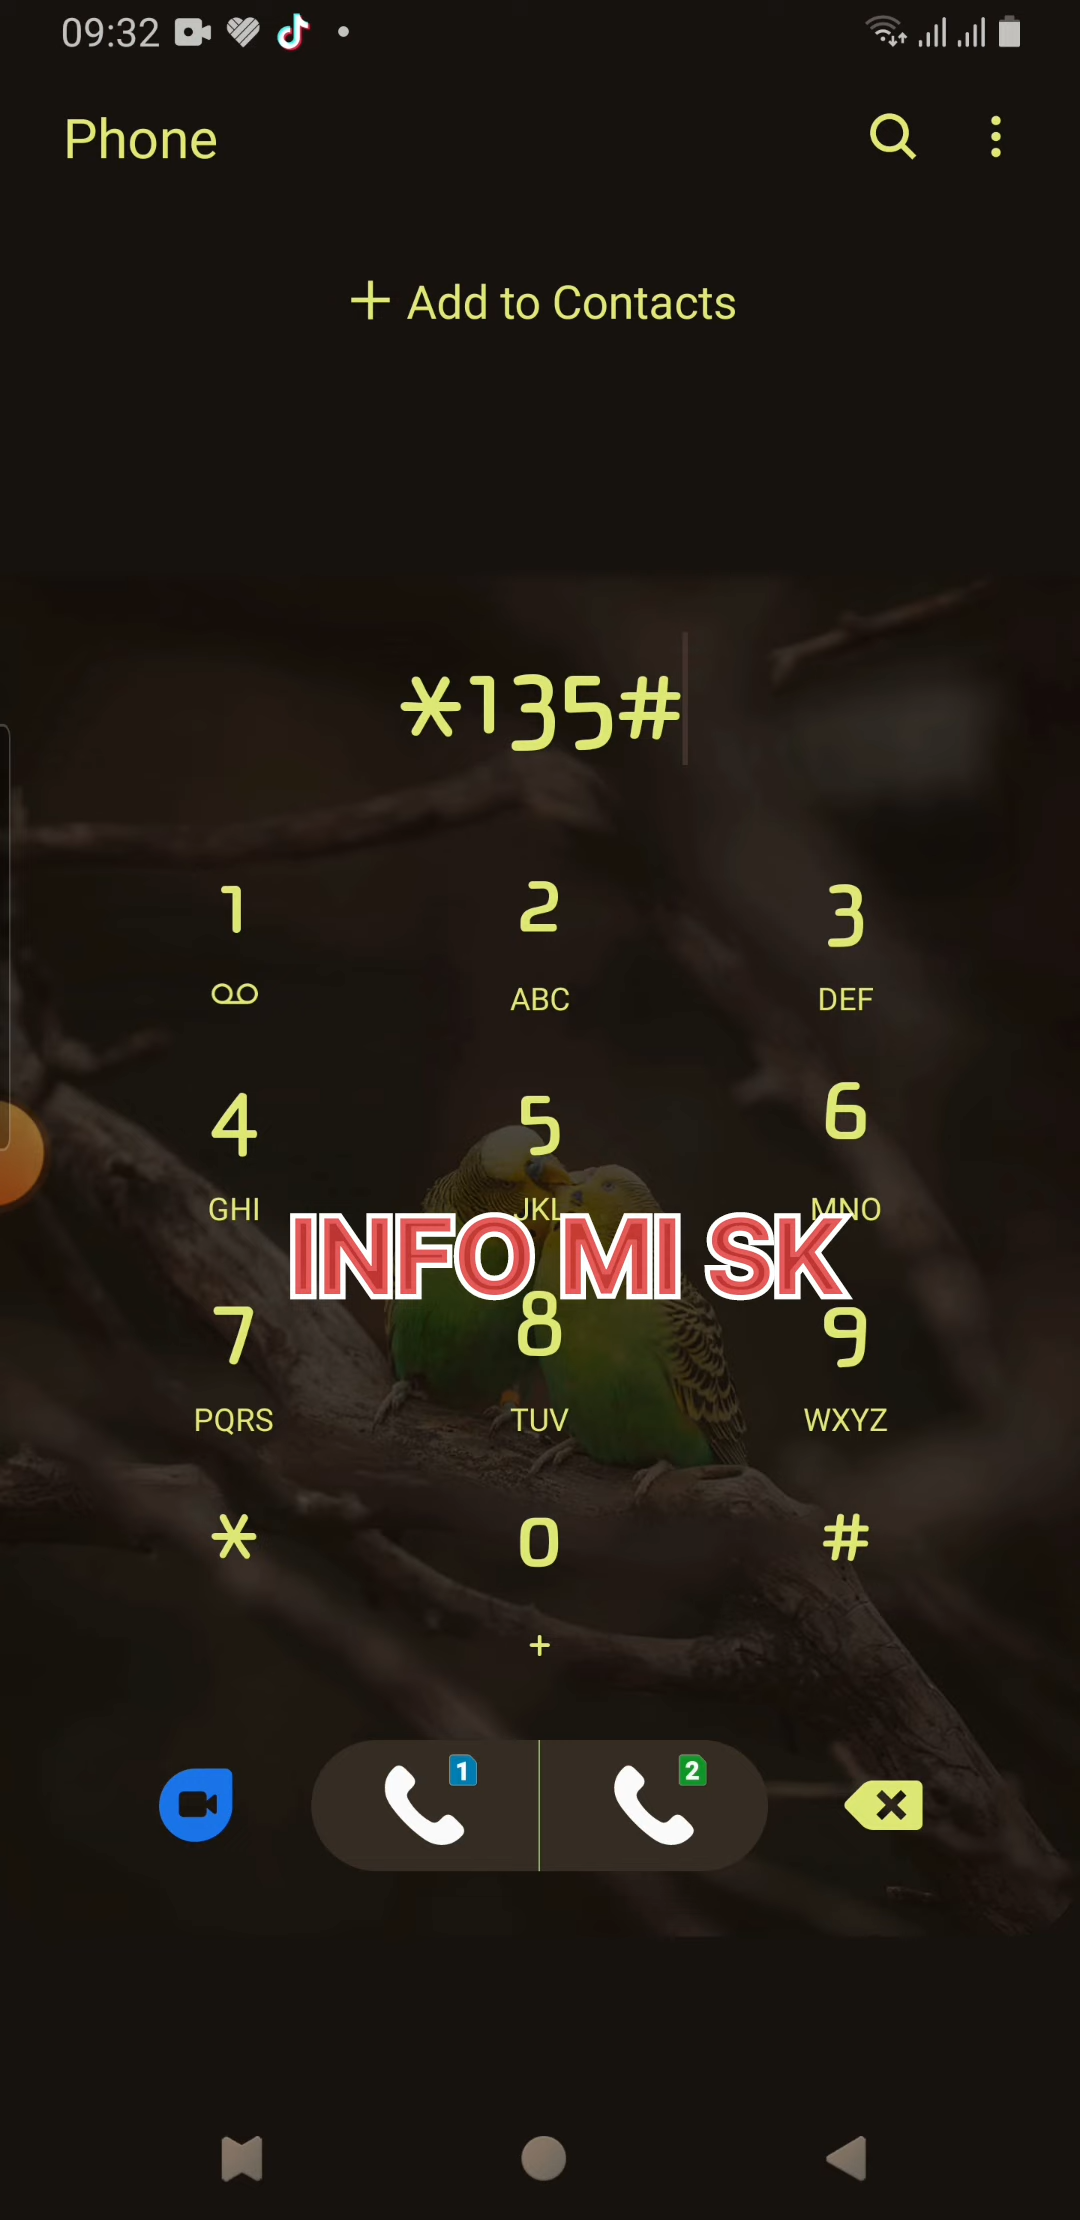 09:32
Phone
+ Add to Contacts
*135#
1 2 3
ABC DEF
4 5 6
GHI JKL MNO
INFO MI SK
7 8 9
PQRS TUV WXYZ
* 0 #
+
1 2